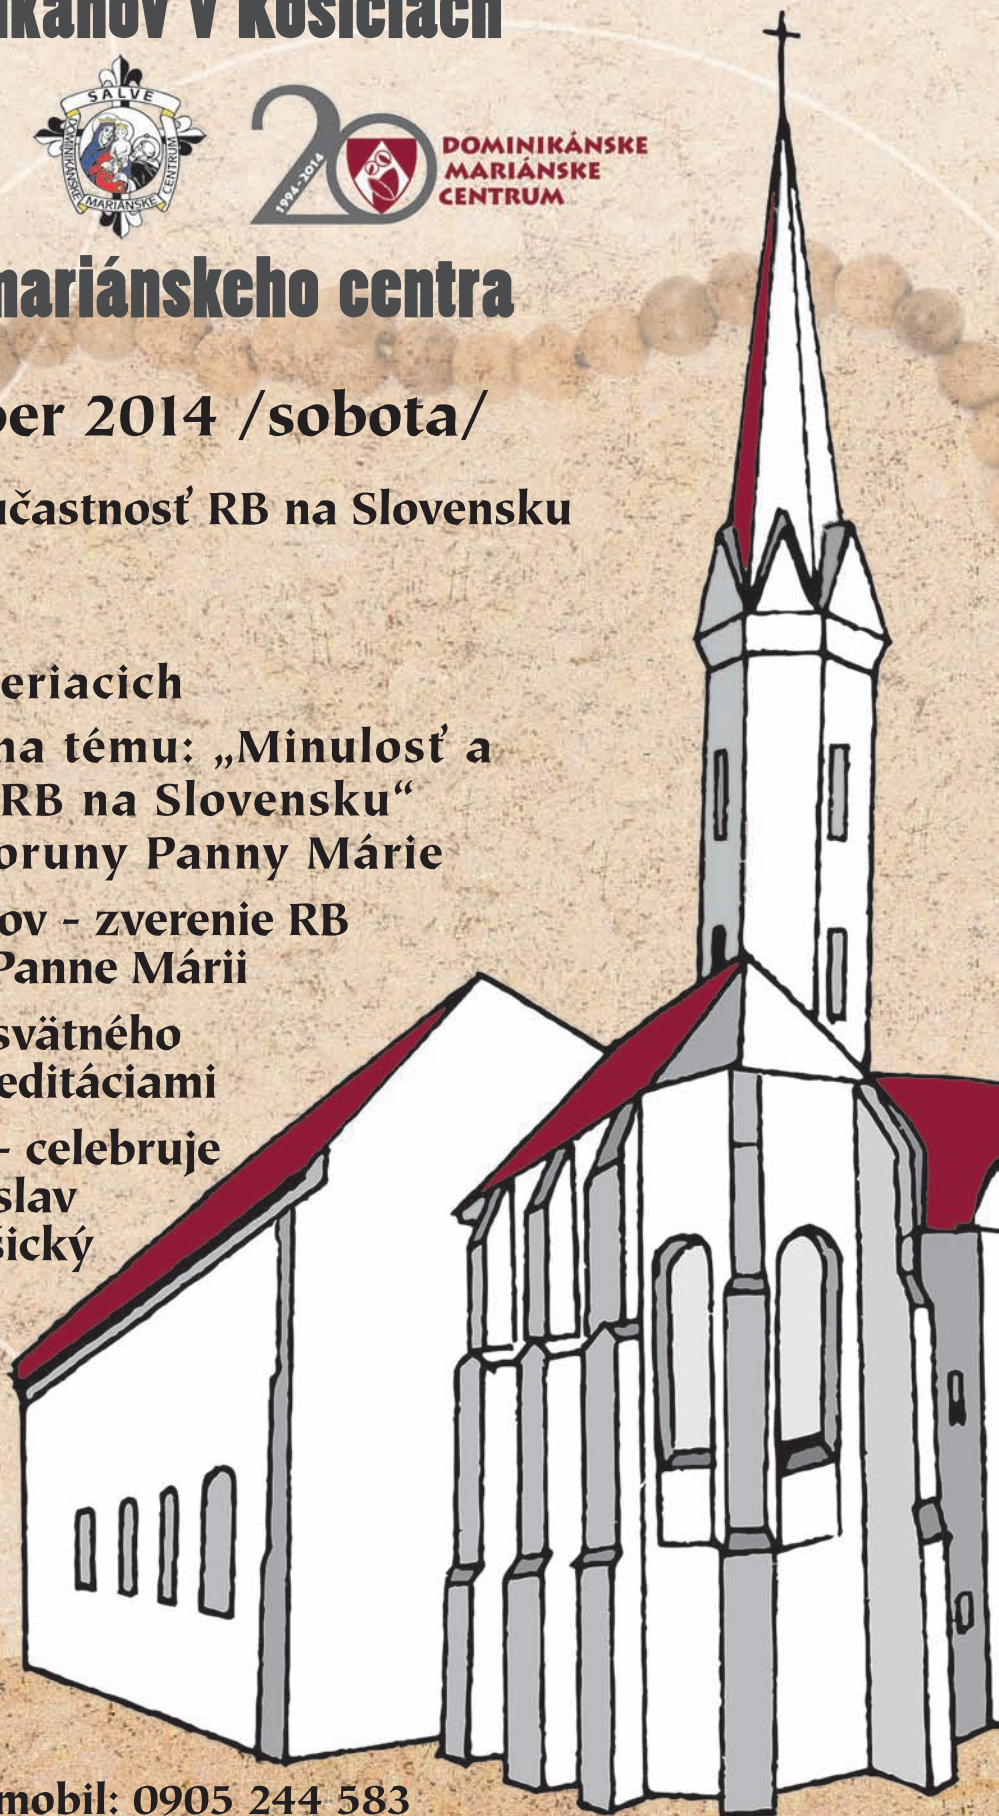 ikánov v Košiciach
SALVE
DOMINIKÁNSKE
MARIÁNSKE
CENTRUM
20
1994-2014
DOMINIKÁNSKE
MARIÁNSKE
CENTRUM
mariánskeho centra
ber 2014 /sobota/
účastnosť RB na Slovensku
eriacich
na tému: „Minulosť a
RB na Slovensku“
oruny Panny Márie
ov - zverenie RB
Panne Márii
svätného
editáciami
- celebruje
slav
šický
mobil: 0905 244 583